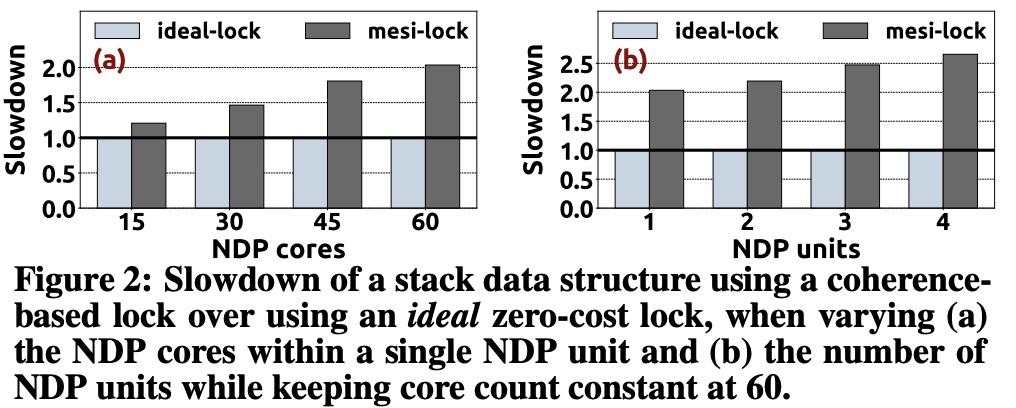 ideal-lock mesi-lock
(a)
Slowdown
2.0
1.5
1.0
0.5
0.0
15 30 45 60
NDP cores
ideal-lock mesi-lock
(b)
Slowdown
2.5
2.0
1.5
1.0
0.5
0.0
1 2 3 4
NDP units
Figure 2: Slowdown of a stack data structure using a coherence-
based lock over using an ideal zero-cost lock, when varying (a)
the NDP cores within a single NDP unit and (b) the number of
NDP units while keeping core count constant at 60.